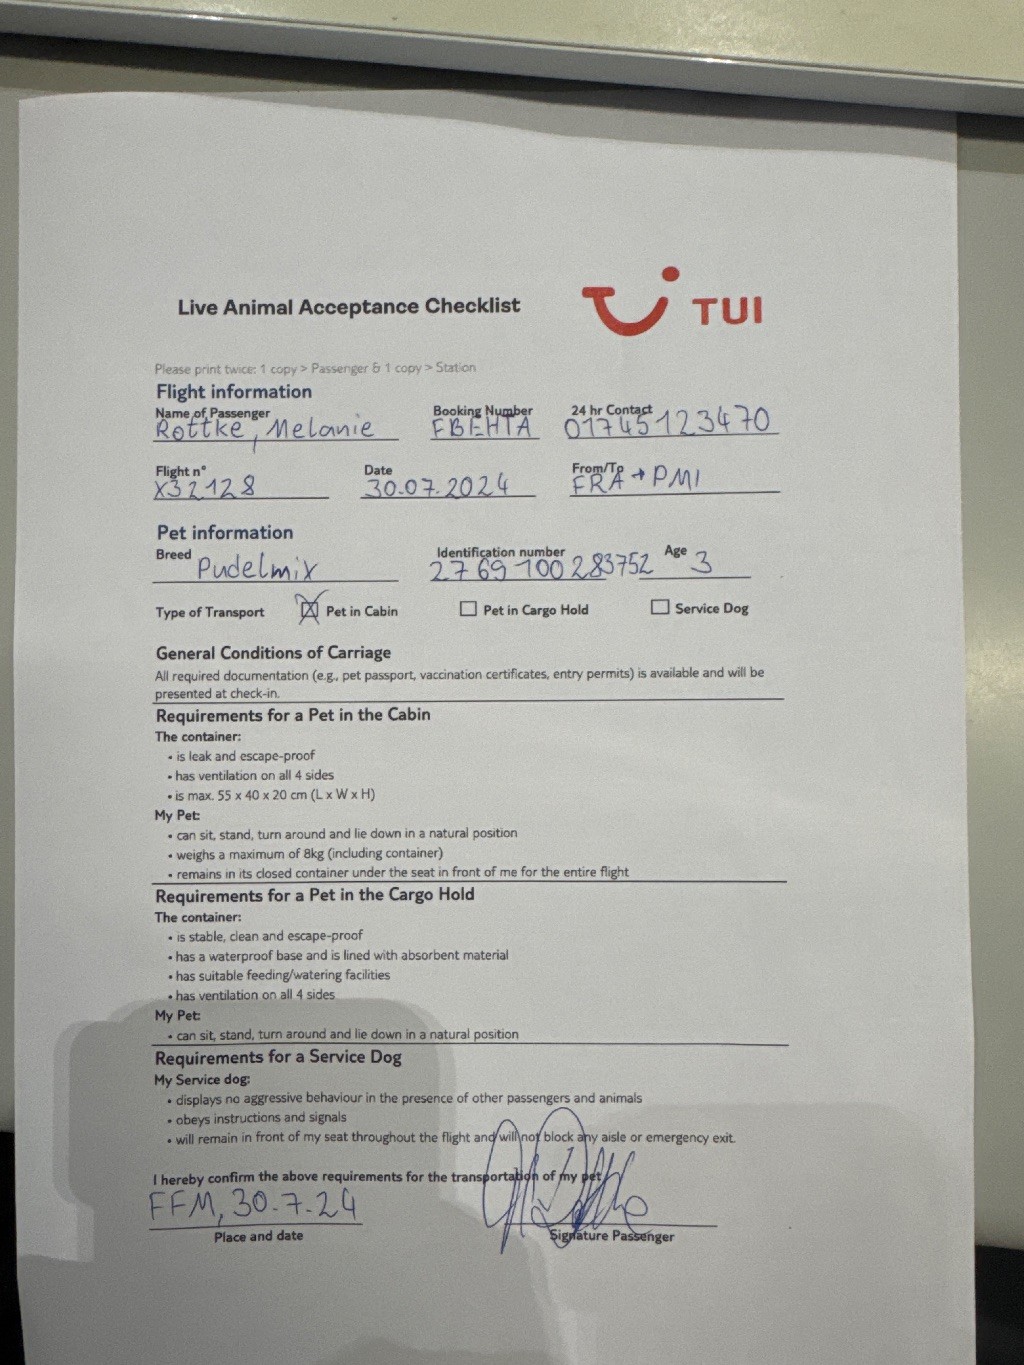 Live Animal Acceptance Checklist
TUI
Please print twice: 1 copy > Passenger & 1 copy > Station
Flight information
Name of Passenger Booking Number 24 hr Contact
Rottke, Melanie FBEHTA 01745123470
Flight n° Date From/To
X32128 30.07.2024 FRA → PMI
Pet information
Breed Identification number Age
Pudelmix 276 9 100 283752 3
Type of Transport ☒ Pet in Cabin ☐ Pet in Cargo Hold ☐ Service Dog
General Conditions of Carriage
All required documentation (e.g., pet passport, vaccination certificates, entry permits) is available and will be
presented at check-in.
Requirements for a Pet in the Cabin
The container:
• is leak and escape-proof
• has ventilation on all 4 sides
• is max. 55 x 40 x 20 cm (L x W x H)
My Pet:
• can sit, stand, turn around and lie down in a natural position
• weighs a maximum of 8kg (including container)
• remains in its closed container under the seat in front of me for the entire flight
Requirements for a Pet in the Cargo Hold
The container:
• is stable, clean and escape-proof
• has a waterproof base and is lined with absorbent material
• has suitable feeding/watering facilities
• has ventilation on all 4 sides
My Pet:
• can sit, stand, turn around and lie down in a natural position
Requirements for a Service Dog
My Service dog:
• displays no aggressive behaviour in the presence of other passengers and animals
• obeys instructions and signals
• will remain in front of my seat throughout the flight and will not block any aisle or emergency exit.
I hereby confirm the above requirements for the transportation of my pet
FFM, 30.7.24
Place and date Signature Passenger